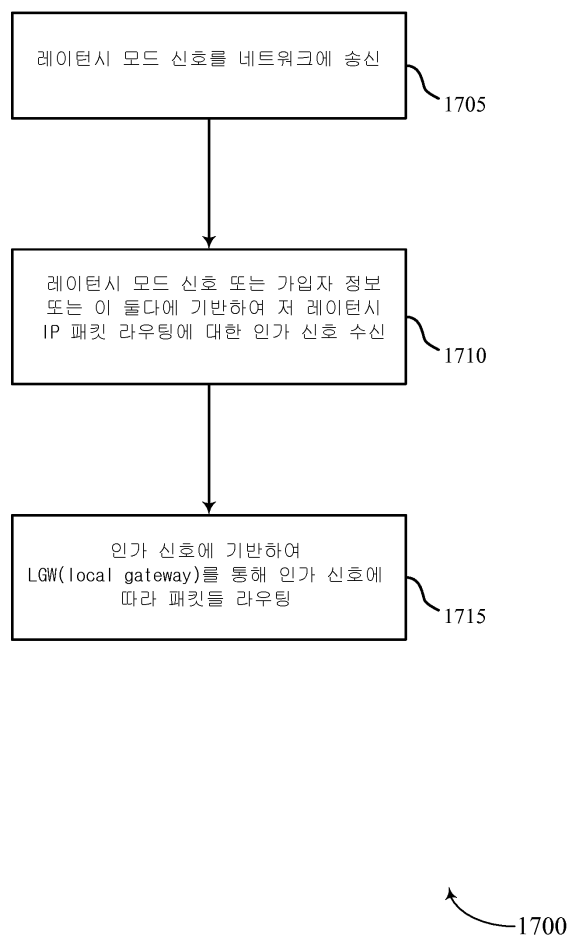 레이턴시 모드 신호를 네트워크에 송신
1705
레이턴시 모드 신호 또는 가입자 정보
또는 이 둘다에 기반하여 저 레이턴시
IP 패킷 라우팅에 대한 인가 신호 수신
1710
인가 신호에 기반하여
LGW(local gateway)를 통해 인가 신호에
따라 패킷들 라우팅
1715
1700